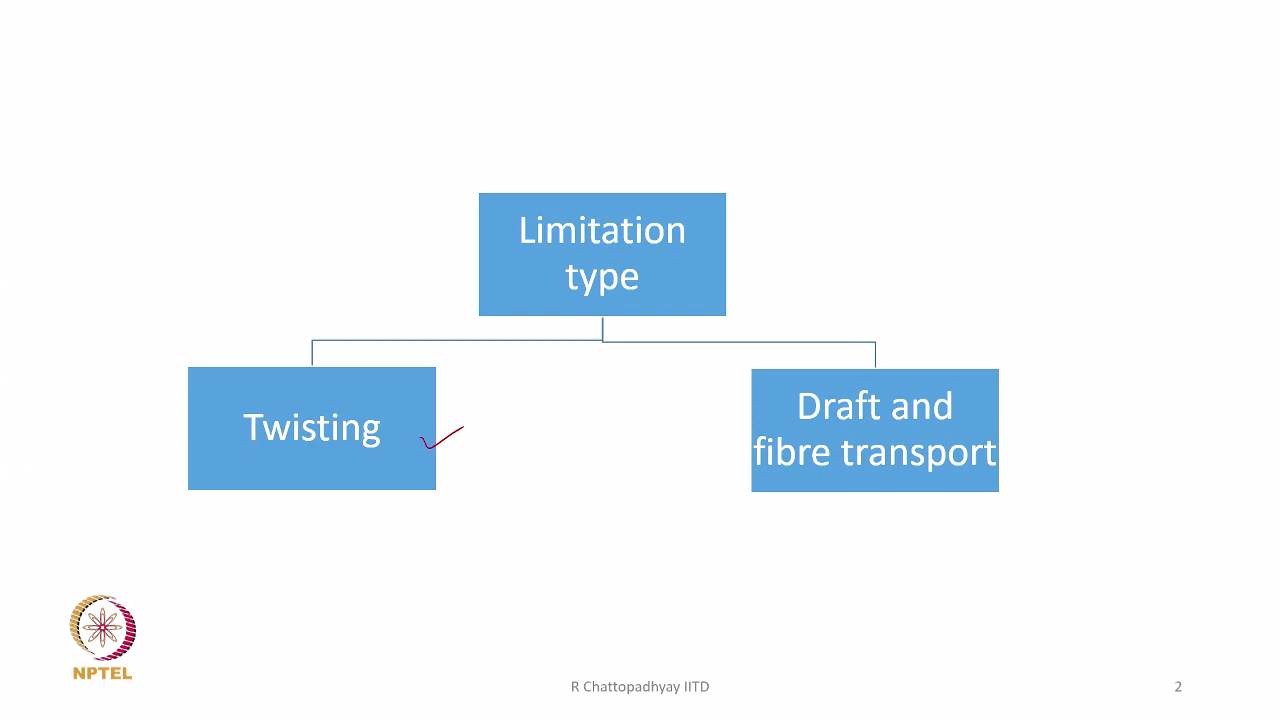 Limitation
type
Twisting
Draft and
fibre transport
NPTEL
R Chattopadhyay IITD
2